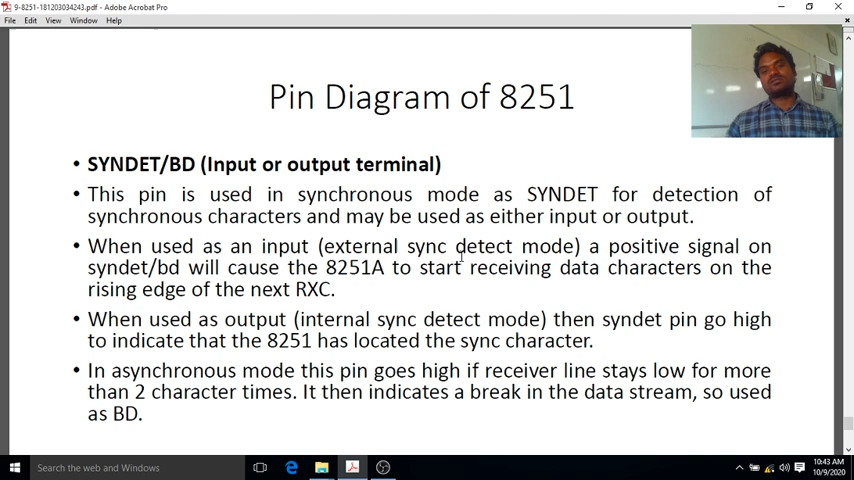 9-8251-181203034243.pdf - Adobe Acrobat Pro
File Edit View Window Help
Pin Diagram of 8251
• SYNDET/BD (Input or output terminal)
• This pin is used in synchronous mode as SYNDET for detection of
synchronous characters and may be used as either input or output.
• When used as an input (external sync detect mode) a positive signal on
syndet/bd will cause the 8251A to start receiving data characters on the
rising edge of the next RXC.
• When used as output (internal sync detect mode) then syndet pin go high
to indicate that the 8251 has located the sync character.
• In asynchronous mode this pin goes high if receiver line stays low for more
than 2 character times. It then indicates a break in the data stream, so used
as BD.
Search the web and Windows
10:43 AM
10/9/2020